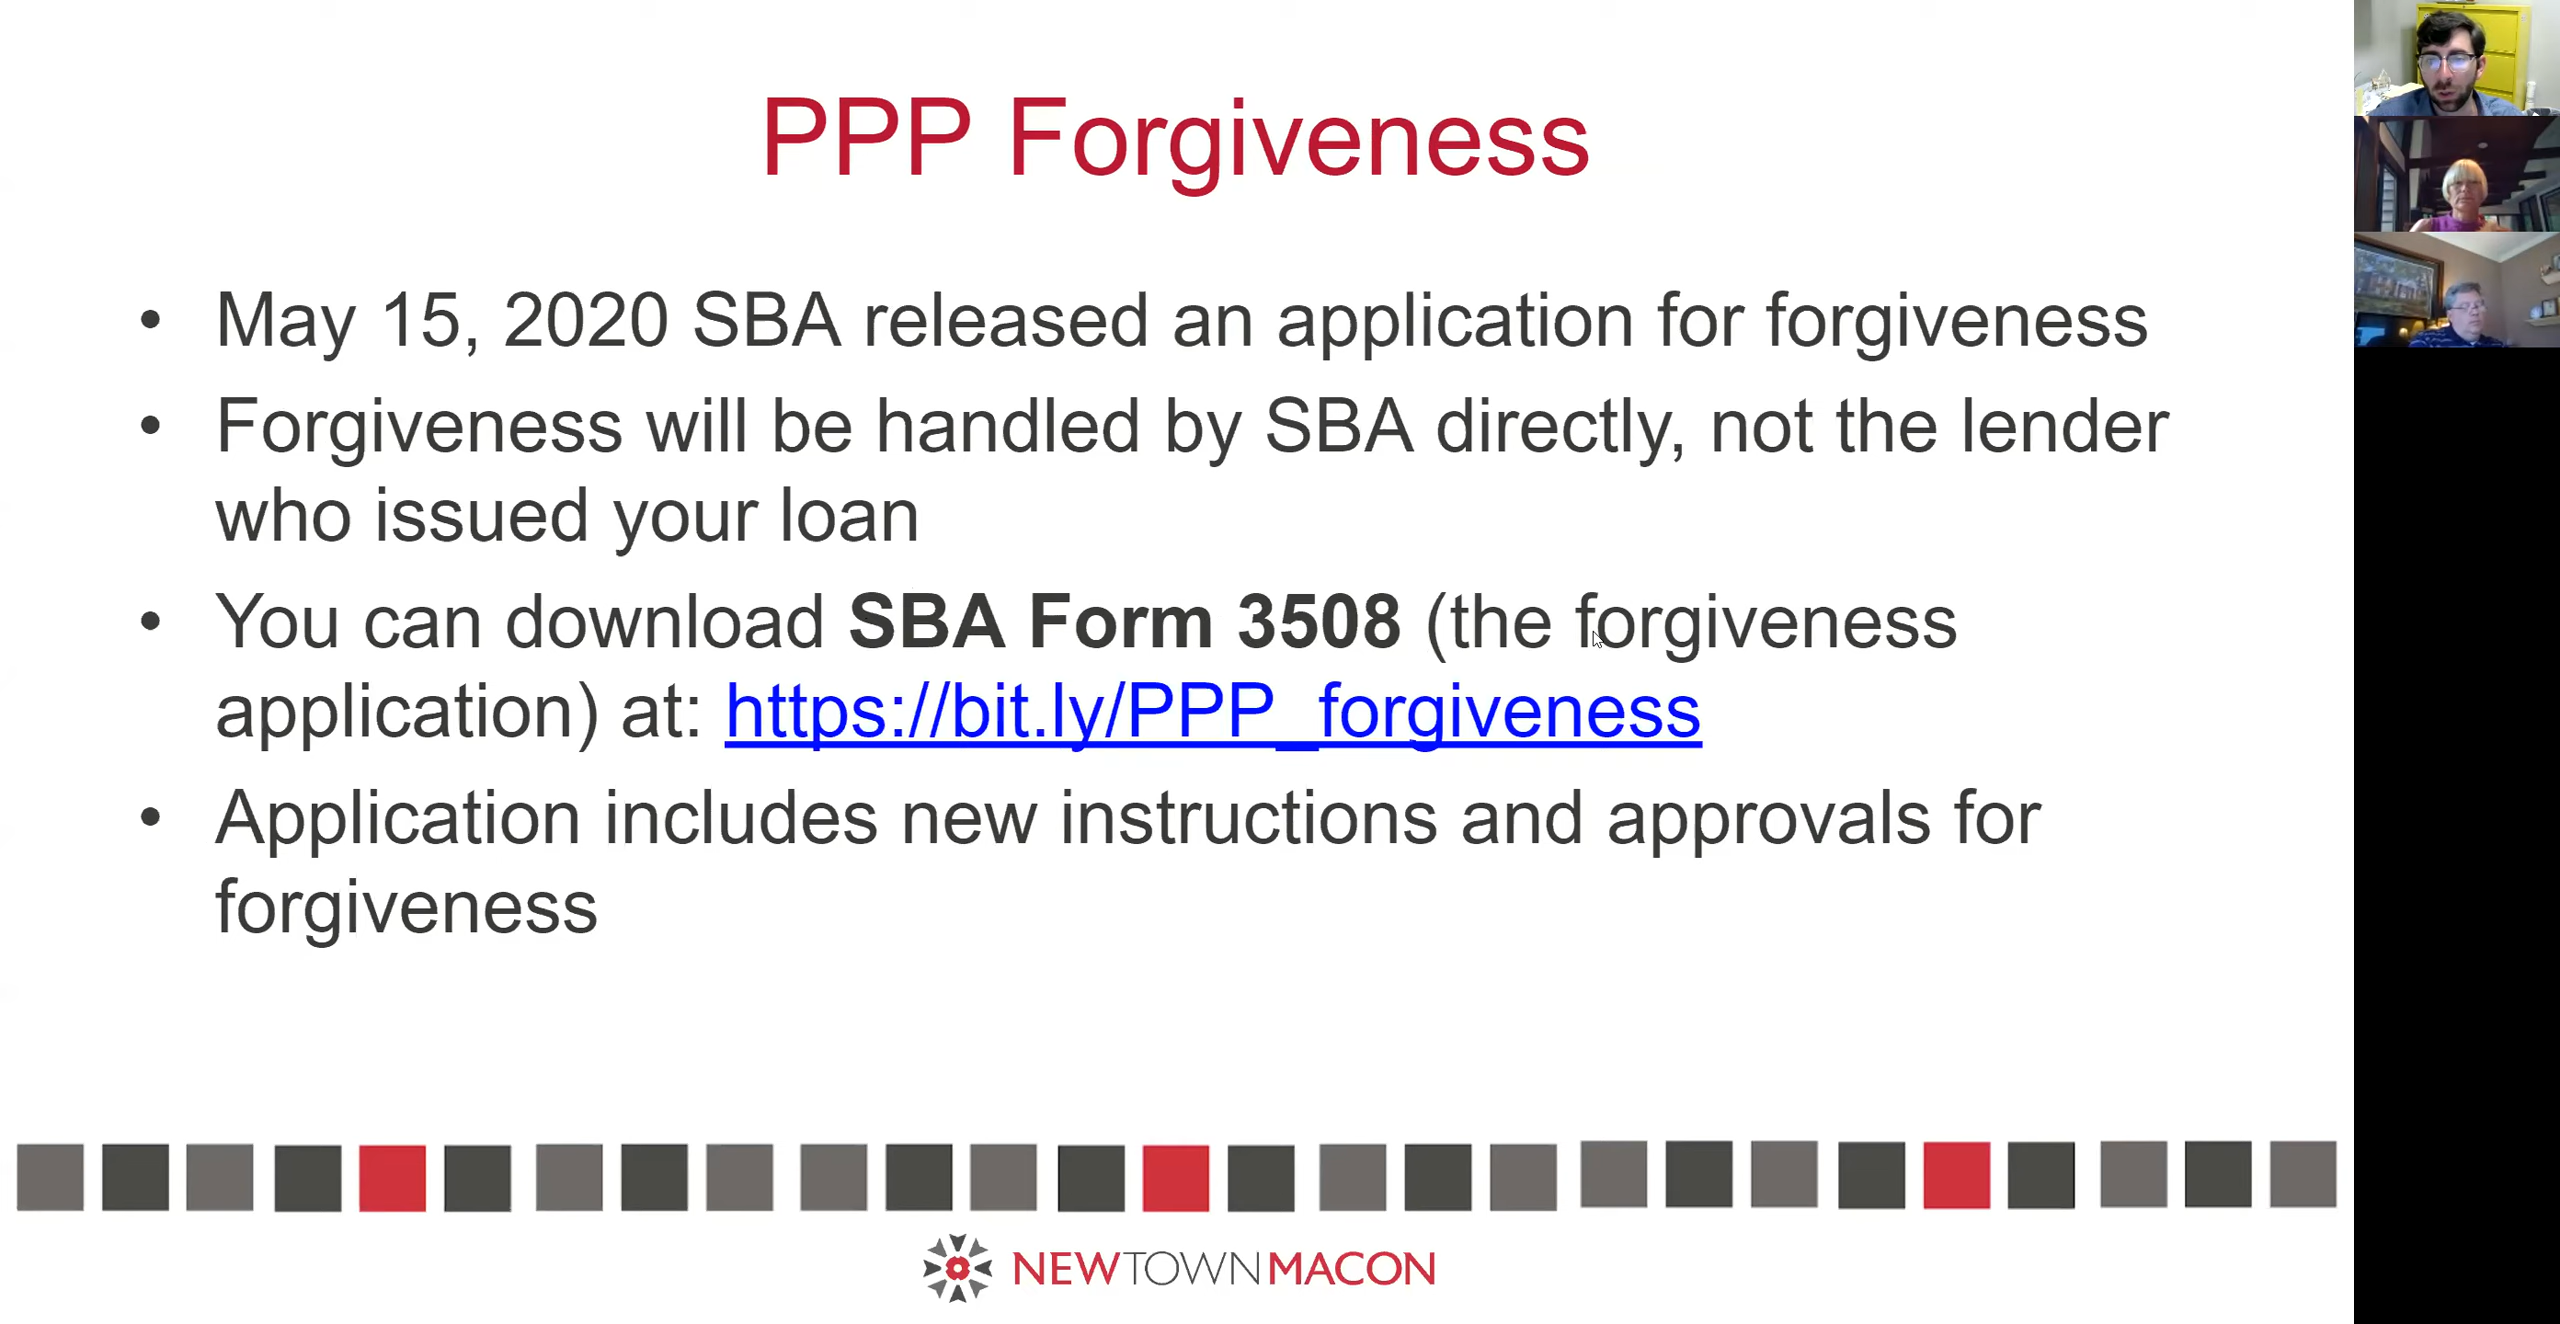 PPP Forgiveness
• May 15, 2020 SBA released an application for forgiveness
• Forgiveness will be handled by SBA directly, not the lender
who issued your loan
• You can download SBA Form 3508 (the forgiveness
application) at: https://bit.ly/PPP_forgiveness
• Application includes new instructions and approvals for
forgiveness
NEWTOWNMACON